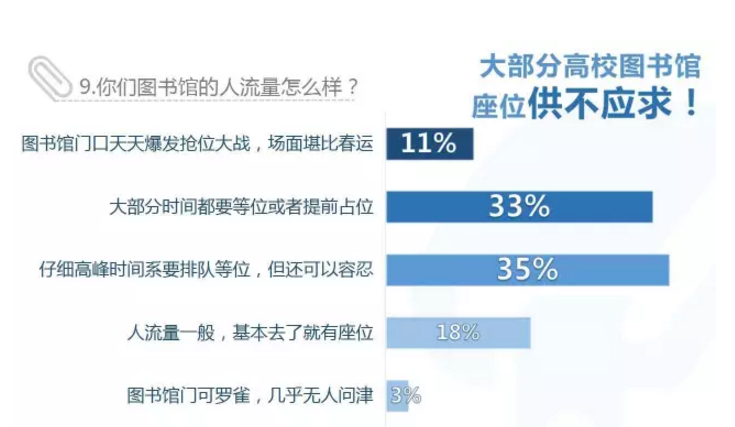 大部分高校图书馆
座位供不应求！
9.你们图书馆的人流量怎么样？
图书馆门口天天爆发抢位大战，场面堪比春运
11%
大部分时间都要等位或者提前占位
33%
仔细高峰时间系要排队等位，但还可以容忍
35%
人流量一般，基本去了就有座位
18%
图书馆门可罗雀，几乎无人问津
3%